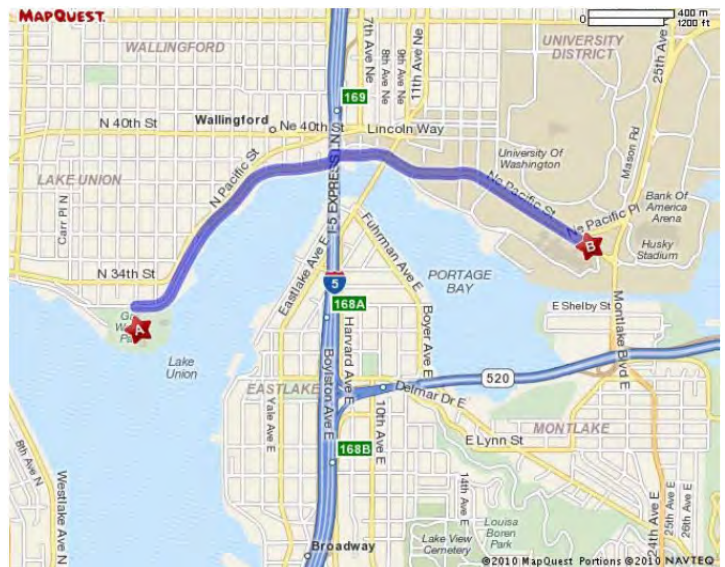 MAPQUEST
400 m
0
1200 ft
WALLINGFORD
7th Ave Ne
8th Ave Ne
9th Ave Ne
11th Ave Ne
UNIVERSITY
DISTRICT
25th Ave
169
N 40th St
Wallingford
Ne 40th St
Lincoln Way
Mason Rd
University Of
Washington
LAKE UNION
N Pacific St
Ne Pacific St
Carr Pl N
I-5 EXPRESS LN
Ne Pacific Pl
Bank Of
America
Arena
Husky
Stadium
B
Fuhrman Ave E
Eastlake Ave E
N 34th St
PORTAGE
BAY
5
168A
E Shelby St
Montlake Blvd E
A
Lake
Union
Harvard Ave E
Boylston Ave E
Boyer Ave E
EASTLAKE
Yale Ave E
520
Delmar Dr E
10th Ave E
MONTLAKE
E Lynn St
8th Ave N
Westlake Ave N
168B
14th Ave E
24th Ave E
25th Ave E
26th Ave E
Louisa
Boren
Park
Lake View
Cemetery
Broadway
©2010 MapQuest Portions ©2010 NAVTEQ